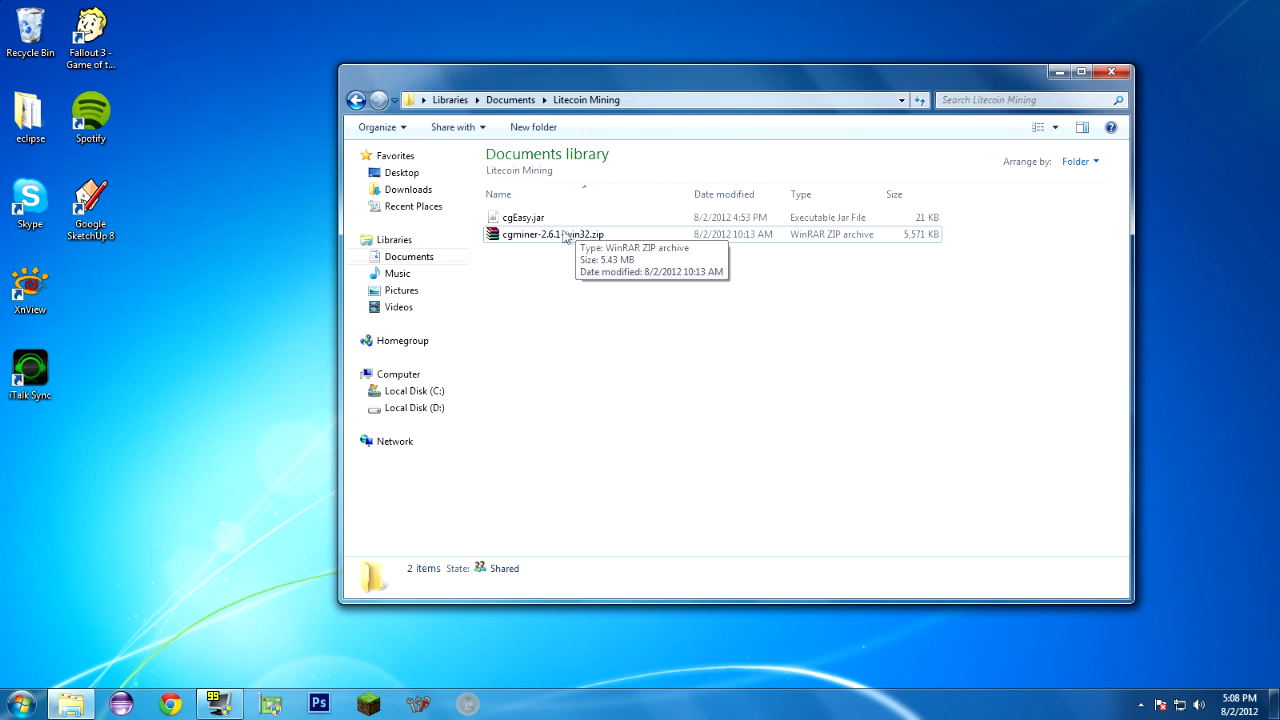 Recycle Bin
Fallout 3 -
Game of t...
eclipse
Spotify
Skype
Google
SketchUp 8
XnView
iTalk Sync
Libraries
Documents
Litecoin Mining
Search Litecoin Mining
Organize
Share with
New folder
Favorites
Desktop
Downloads
Recent Places
Libraries
Documents
Music
Pictures
Videos
Homegroup
Computer
Local Disk (C:)
Local Disk (D:)
Network
Documents library
Litecoin Mining
Arrange by: Folder
Name Date modified Type Size
cgEasy.jar 8/2/2012 4:53 PM Executable Jar File 21 KB
cgminer-2.6.1-win32.zip 8/2/2012 10:13 AM WinRAR ZIP archive 5,571 KB
Type: WinRAR ZIP archive
Size: 5.43 MB
Date modified: 8/2/2012 10:13 AM
2 items State: Shared
99
Ps
5:08 PM
8/2/2012